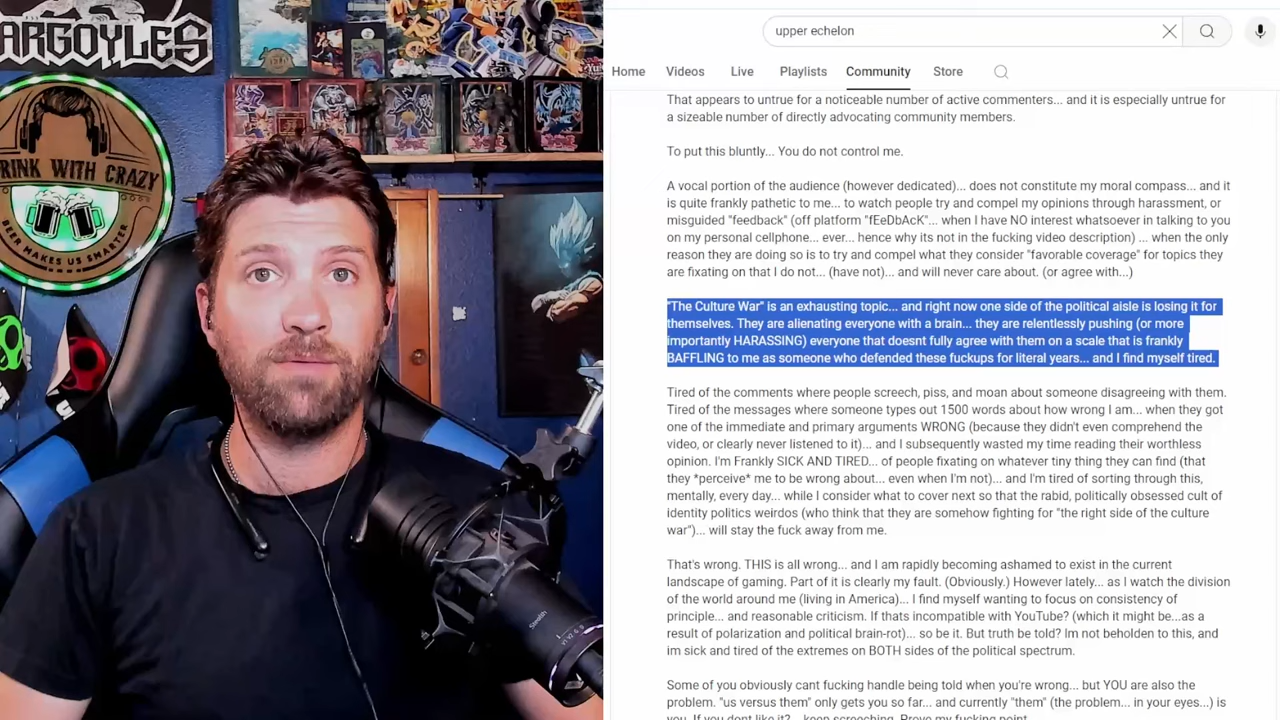 ARGOYLES
RINK WITH CRAZY
BEER MAKES US SMARTER
upper echelon
Home Videos Live Playlists Community Store
That appears to untrue for a noticeable number of active commenters... and it is especially untrue for
a sizeable number of directly advocating community members.
To put this bluntly... You do not control me.
A vocal portion of the audience (however dedicated)... does not constitute my moral compass... and it
is quite frankly pathetic to me... to watch people try and compel my opinions through harassment, or
misguided "feedback" (off platform "fEeDbAcK"... when I have NO interest whatsoever in talking to you
on my personal cellphone... ever... hence why its not in the fucking video description) ... when the only
reason they are doing so is to try and compel what they consider "favorable coverage" for topics they
are fixating on that I do not... (have not)... and will never care about. (or agree with...)
"The Culture War" is an exhausting topic... and right now one side of the political aisle is losing it for
themselves. They are alienating everyone with a brain... they are relentlessly pushing (or more
importantly HARASSING) everyone that doesnt fully agree with them on a scale that is frankly
BAFFLING to me as someone who defended these fuckups for literal years... and I find myself tired.
Tired of the comments where people screech, piss, and moan about someone disagreeing with them.
Tired of the messages where someone types out 1500 words about how wrong I am... when they got
one of the immediate and primary arguments WRONG (because they didn't even comprehend the
video, or clearly never listened to it)... and I subsequently wasted my time reading their worthless
opinion. I'm Frankly SICK AND TIRED... of people fixating on whatever tiny thing they can find (that
they *perceive* me to be wrong about... even when I'm not)... and I'm tired of sorting through this,
mentally, every day... while I consider what to cover next so that the rabid, politically obsessed cult of
identity politics weirdos (who think that they are somehow fighting for "the right side of the culture
war")... will stay the fuck away from me.
That's wrong. THIS is all wrong... and I am rapidly becoming ashamed to exist in the current
landscape of gaming. Part of it is clearly my fault. (Obviously.) However lately... as I watch the division
of the world around me (living in America)... I find myself wanting to focus on consistency of
principle... and reasonable criticism. If thats incompatible with YouTube? (which it might be...as a
result of polarization and political brain-rot)... so be it. But truth be told? Im not beholden to this, and
im sick and tired of the extremes on BOTH sides of the political spectrum.
Some of you obviously cant fucking handle being told when you're wrong... but YOU are also the
problem. "us versus them" only gets you so far... and currently "them" (the problem... in your eyes...) is
you. If you dont like it? ...keep screeching. Prove my fucking point.